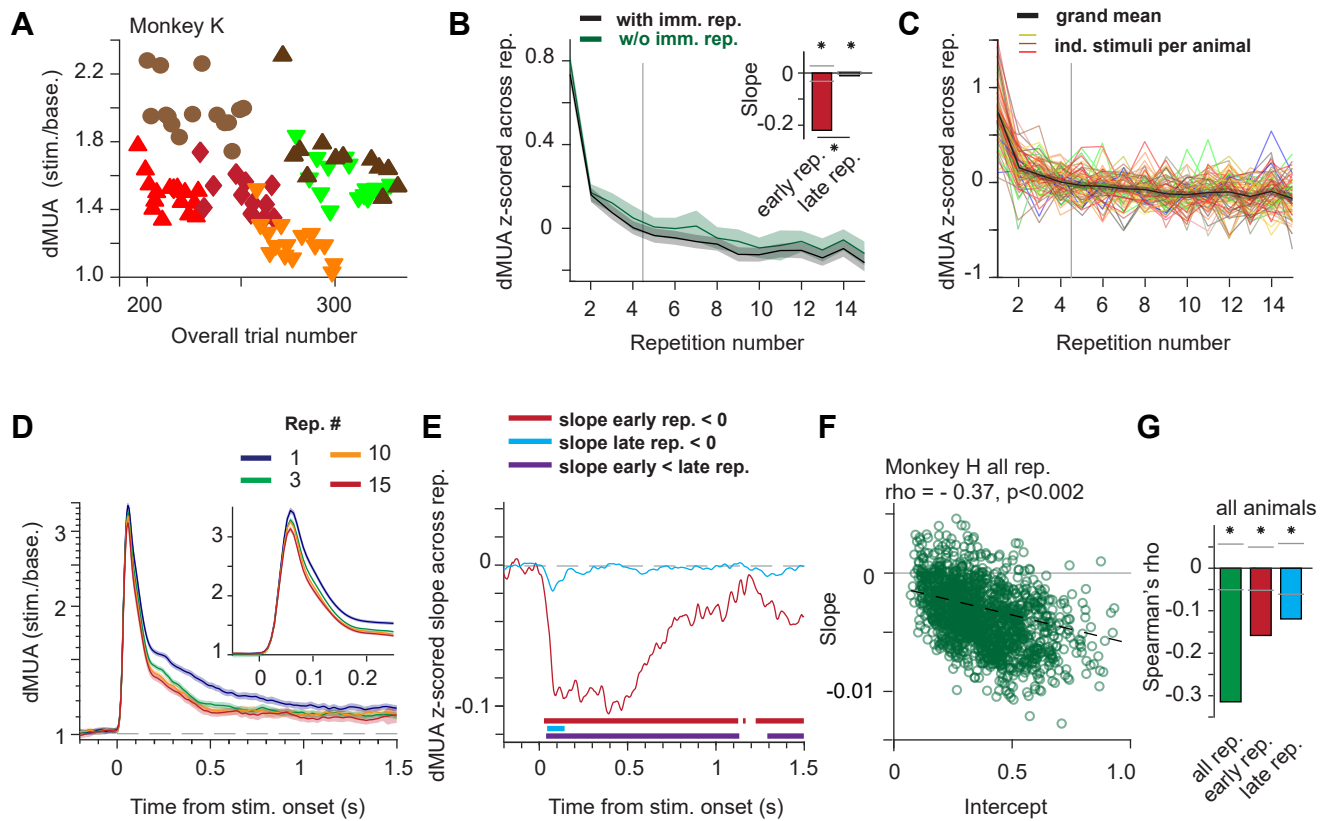 A
Monkey K
dMUA (stim./base.)
2.2
1.8
1.4
1.0
200
300
Overall trial number
B
with imm. rep.
w/o imm. rep.
dMUA z-scored across rep.
0.8
0.4
0
2
4
6
8
10
12
14
Repetition number
Slope
0
-0.2
* *
*
early rep.
late rep.
C
grand mean
ind. stimuli per animal
dMUA z-scored across rep.
1
0
-1
2
4
6
8
10
12
14
Repetition number
D
Rep. #
1
10
3
15
dMUA (stim./base.)
3
2
1
0
0.5
1
1.5
Time from stim. onset (s)
3
2
1
0
0.1
0.2
E
slope early rep. < 0
slope late rep. < 0
slope early < late rep.
dMUA z-scored slope across rep.
0
-0.1
0
0.5
1
1.5
Time from stim. onset (s)
F
Monkey H all rep.
rho = - 0.37, p<0.002
Slope
0
-0.01
0
0.5
1.0
Intercept
G
all animals
* * *
Spearman's rho
0
-0.1
-0.2
-0.3
all rep.
early rep.
late rep.